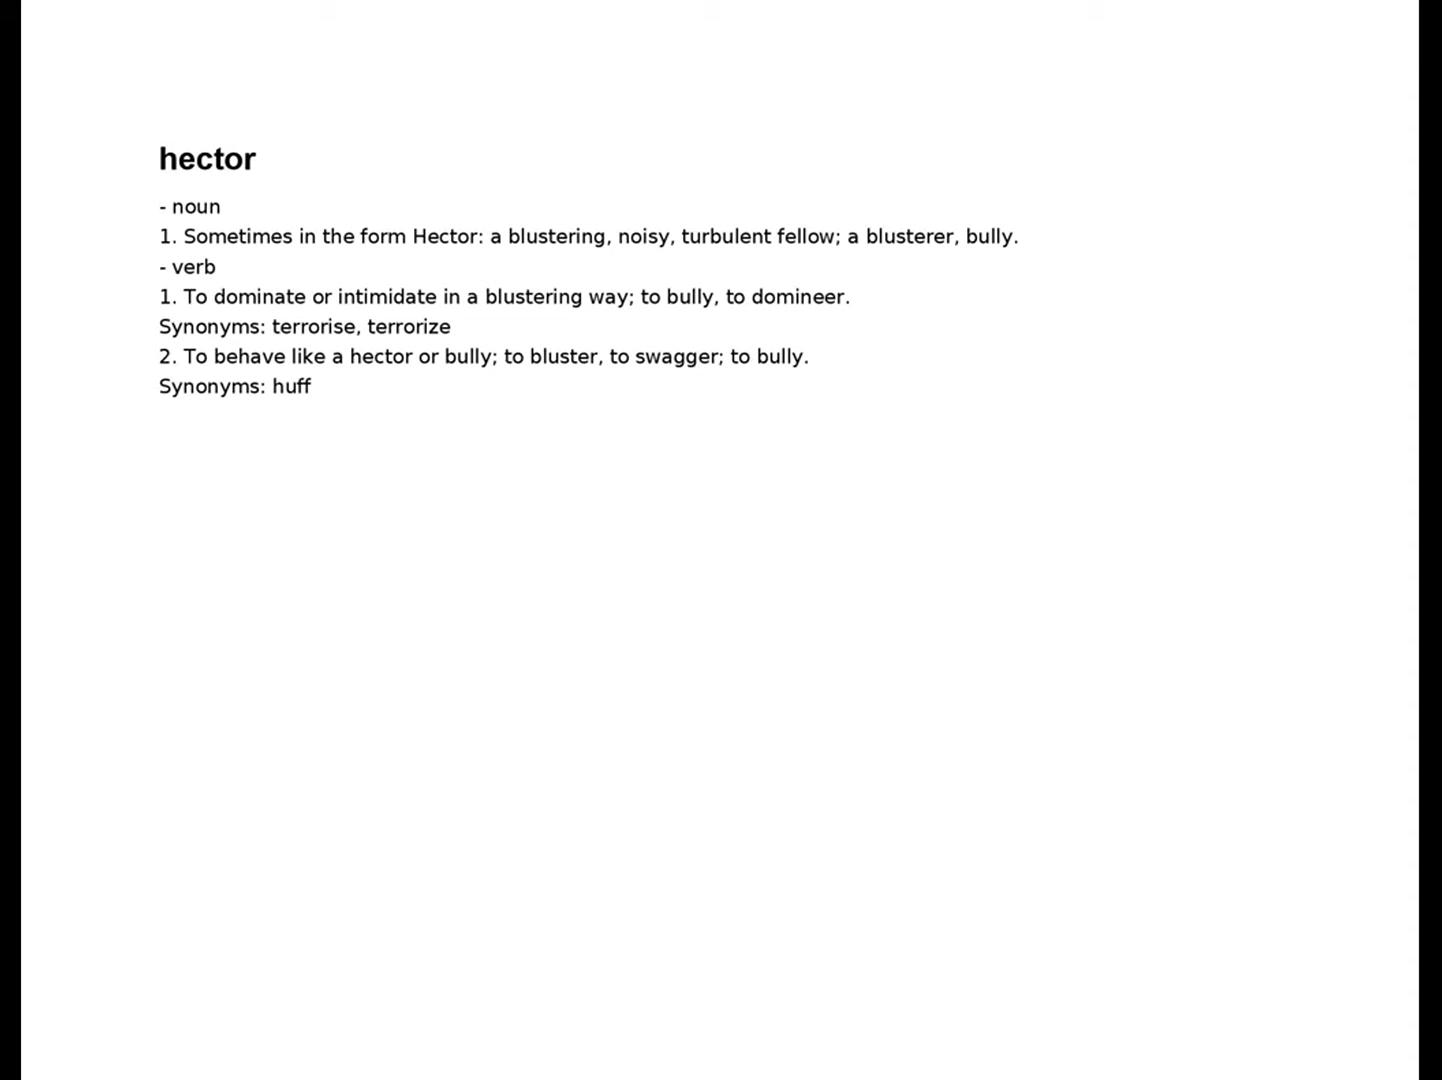 hector
- noun
1. Sometimes in the form Hector: a blustering, noisy, turbulent fellow; a blusterer, bully.
- verb
1. To dominate or intimidate in a blustering way; to bully, to domineer.
Synonyms: terrorise, terrorize
2. To behave like a hector or bully; to bluster, to swagger; to bully.
Synonyms: huff